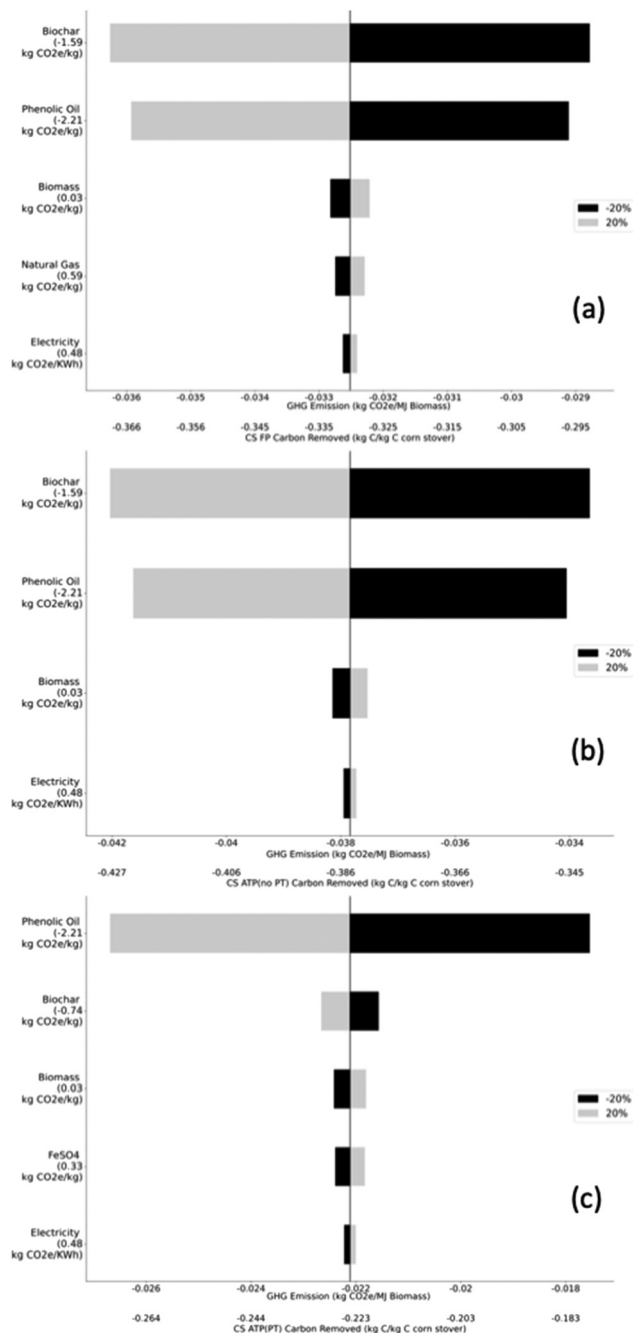 Biochar
(-1.59
kg CO2e/kg)
Phenolic Oil
(-2.21
kg CO2e/kg)
Biomass
(0.03
kg CO2e/kg)
Natural Gas
(0.59
kg CO2e/kg)
Electricity
(0.48
kg CO2e/KWh)
-20%
20%
(a)
-0.036 -0.035 -0.034 -0.033 -0.032 -0.031 -0.03 -0.029
GHG Emission (kg CO2e/MJ Biomass)
-0.366 -0.356 -0.345 -0.335 -0.325 -0.315 -0.305 -0.295
CS FP Carbon Removed (kg C/kg C corn stover)
Biochar
(-1.59
kg CO2e/kg)
Phenolic Oil
(-2.21
kg CO2e/kg)
Biomass
(0.03
kg CO2e/kg)
Electricity
(0.48
kg CO2e/KWh)
-20%
20%
(b)
-0.042 -0.04 -0.038 -0.036 -0.034
GHG Emission (kg CO2e/MJ Biomass)
-0.427 -0.406 -0.386 -0.366 -0.345
CS ATP(no PT) Carbon Removed (kg C/kg C corn stover)
Phenolic Oil
(-2.21
kg CO2e/kg)
Biochar
(-0.74
kg CO2e/kg)
Biomass
(0.03
kg CO2e/kg)
FeSO4
(0.33
kg CO2e/kg)
Electricity
(0.48
kg CO2e/KWh)
-20%
20%
(c)
-0.026 -0.024 -0.022 -0.02 -0.018
GHG Emission (kg CO2e/MJ Biomass)
-0.264 -0.244 -0.223 -0.203 -0.183
CS ATP(PT) Carbon Removed (kg C/kg C corn stover)